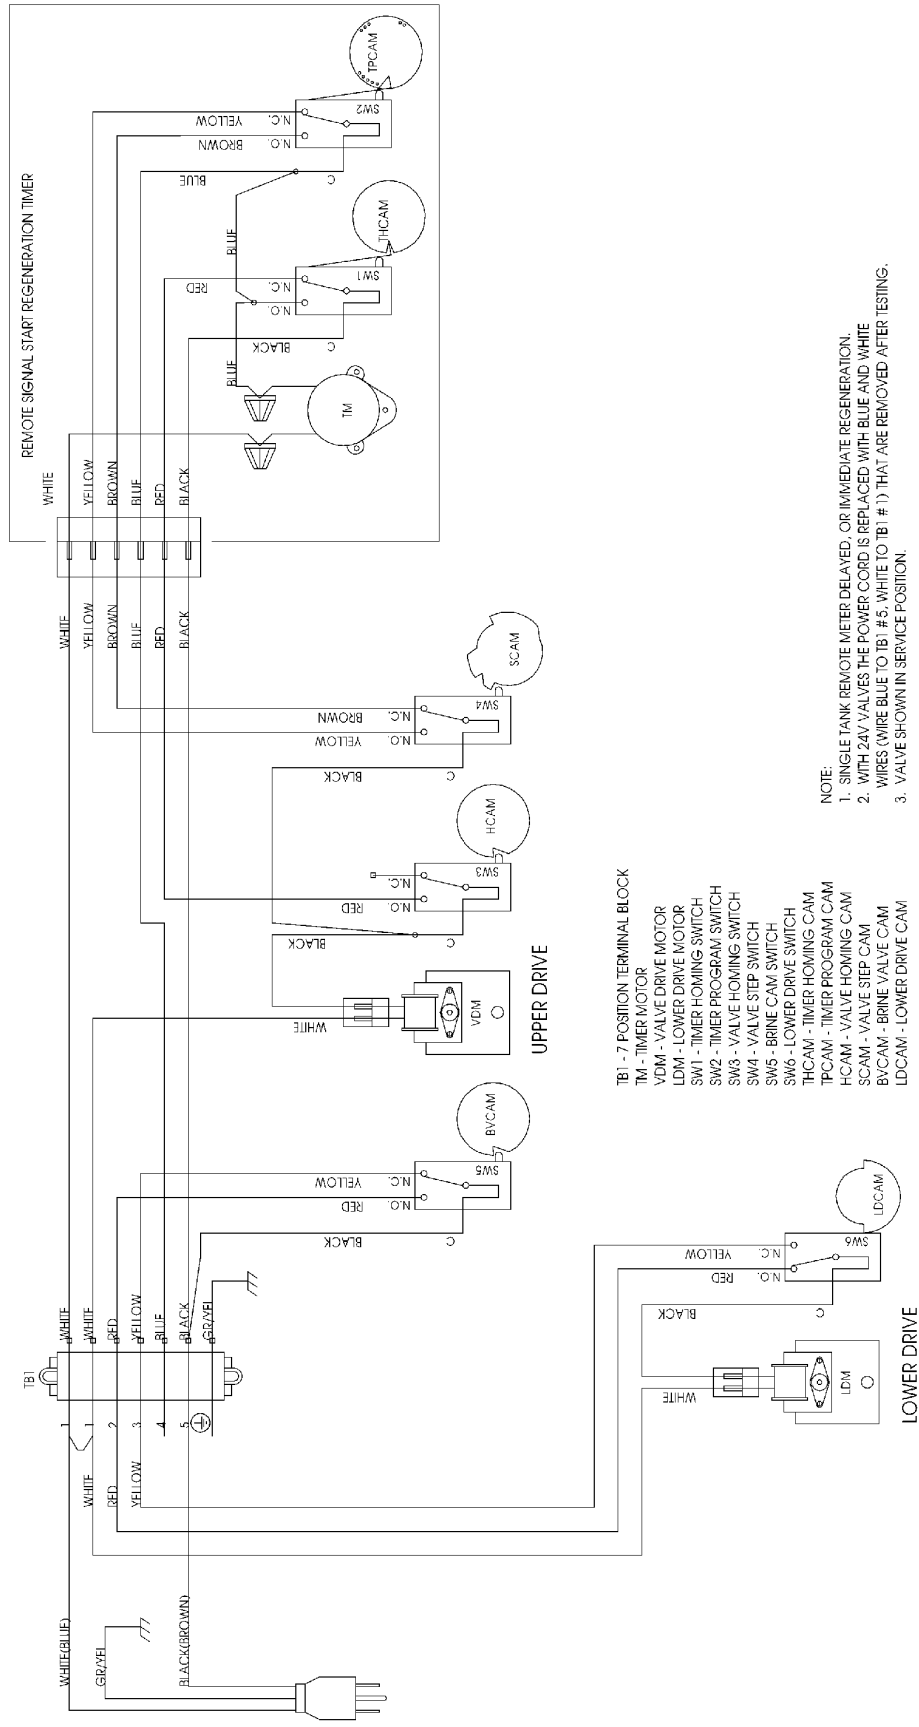 REMOTE SIGNAL START REGENERATION TIMER
TPCAM
SW2
YELLOW
N.C.
BROWN
N.O.
BLUE
C
BLUE
THCAM
SW1
RED
N.C.
N.O.
BLACK
C
BLUE
TM
WHITE
YELLOW
BROWN
BLUE
RED
BLACK
WHITE
YELLOW
BROWN
BLUE
RED
BLACK
SCAM
SW4
BROWN
N.C.
YELLOW
N.O.
BLACK
C
HCAM
SW3
N.C.
RED
N.O.
BLACK
C
WHITE
VDM
UPPER DRIVE
BVCAM
SW5
YELLOW
N.C.
RED
N.O.
BLACK
C
TB1
WHITE
WHITE
RED
YELLOW
BLUE
BLACK
GR/YEL
1
1
2
3
4
5
WHITE
RED
YELLOW
WHITE(BLUE)
GR/YEL
BLACK(BROWN)
LDCAM
SW6
YELLOW
N.C.
RED
N.O.
BLACK
C
WHITE
LDM
LOWER DRIVE
TB1 - 7 POSITION TERMINAL BLOCK
TM - TIMER MOTOR
VDM - VALVE DRIVE MOTOR
LDM - LOWER DRIVE MOTOR
SW1 - TIMER HOMING SWITCH
SW2 - TIMER PROGRAM SWITCH
SW3 - VALVE HOMING SWITCH
SW4 - VALVE STEP SWITCH
SW5 - BRINE CAM SWITCH
SW6 - LOWER DRIVE SWITCH
THCAM - TIMER HOMING CAM
TPCAM - TIMER PROGRAM CAM
HCAM - VALVE HOMING CAM
SCAM - VALVE STEP CAM
BVCAM - BRINE VALVE CAM
LDCAM - LOWER DRIVE CAM
NOTE:
1. SINGLE TANK REMOTE METER DELAYED, OR IMMEDIATE REGENERATION.
2. WITH 24V VALVES THE POWER CORD IS REPLACED WITH BLUE AND WHITE
WIRES (WIRE BLUE TO TB1 #5, WHITE TO TB1 #1) THAT ARE REMOVED AFTER TESTING.
3. VALVE SHOWN IN SERVICE POSITION.